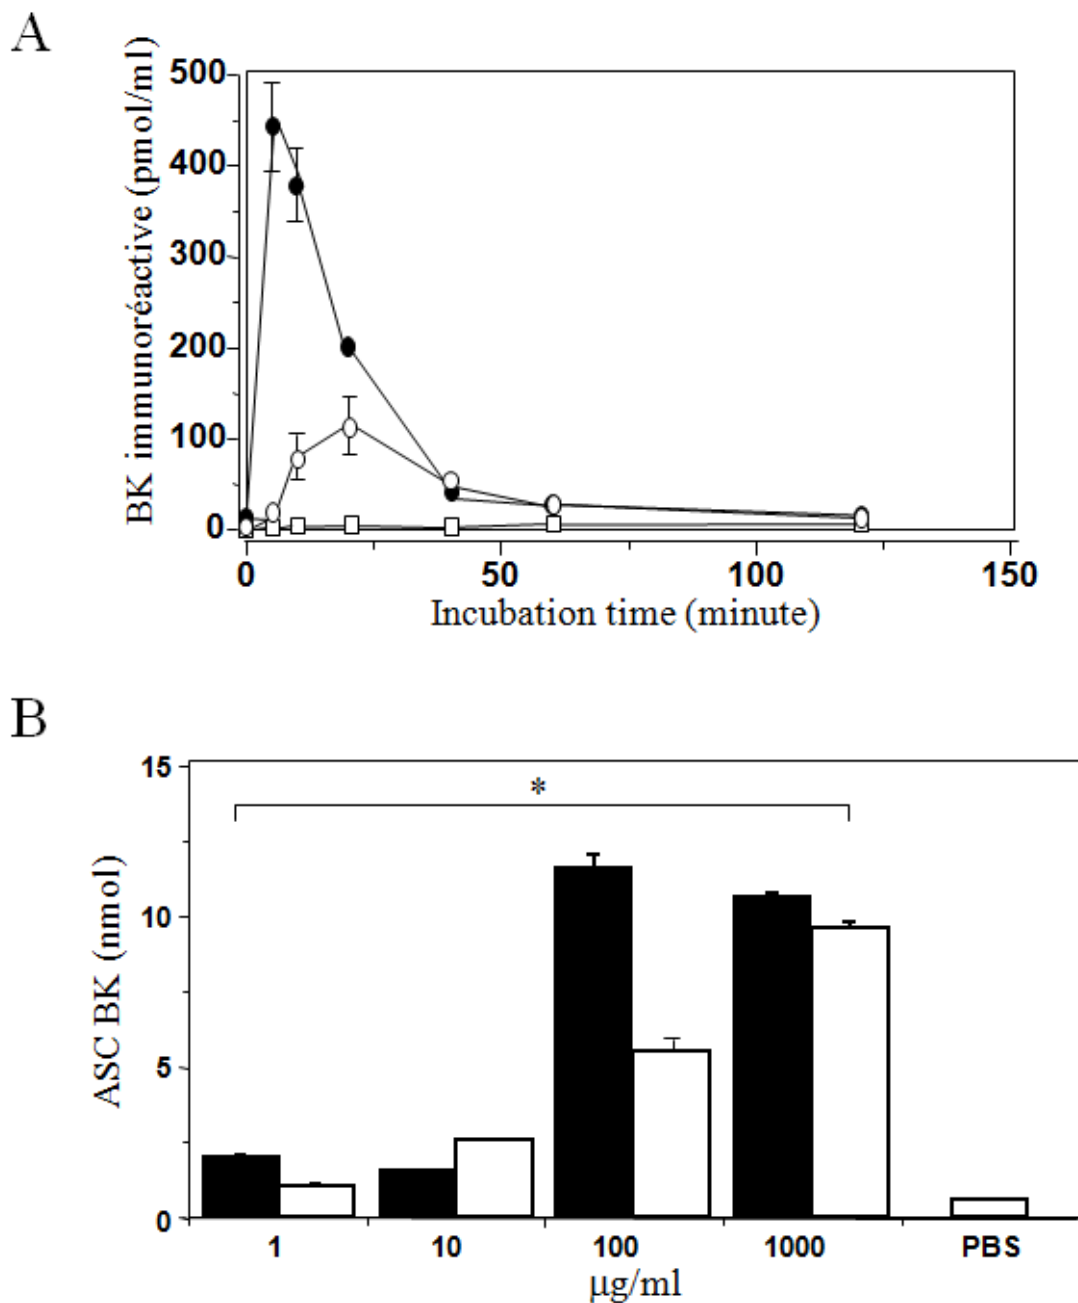 A
BK immunoréactive (pmol/ml)
500
400
300
200
100
0
0 50 100 150
Incubation time (minute)
B
ASC BK (nmol)
15
10
5
0
*
1 10 100 1000 PBS
µg/ml